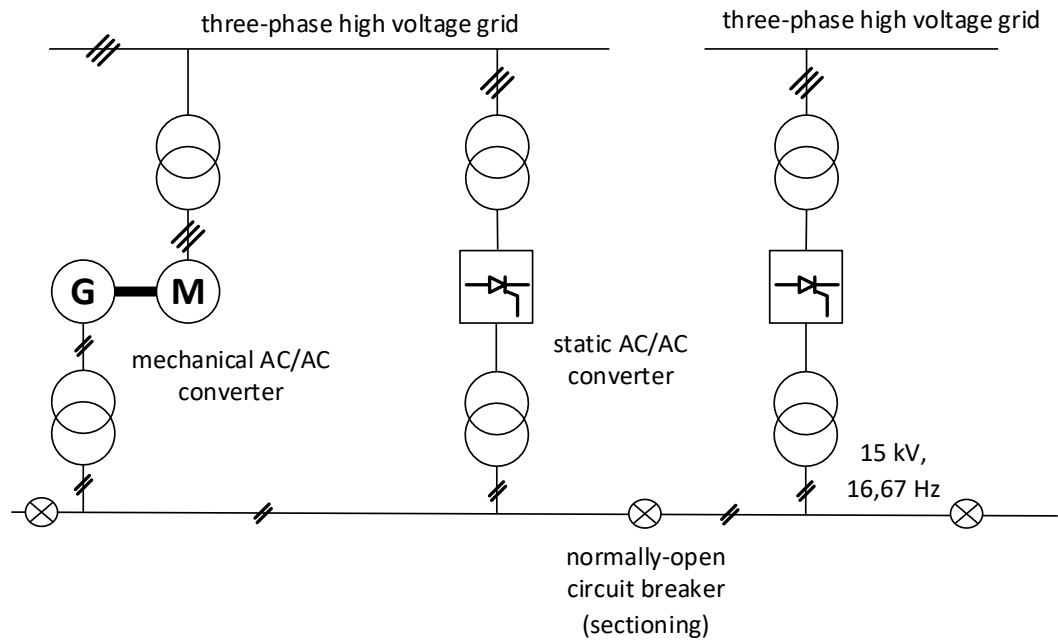 three-phase high voltage grid
three-phase high voltage grid
G
M
mechanical AC/AC
converter
static AC/AC
converter
15 kV,
16,67 Hz
normally-open
circuit breaker
(sectioning)